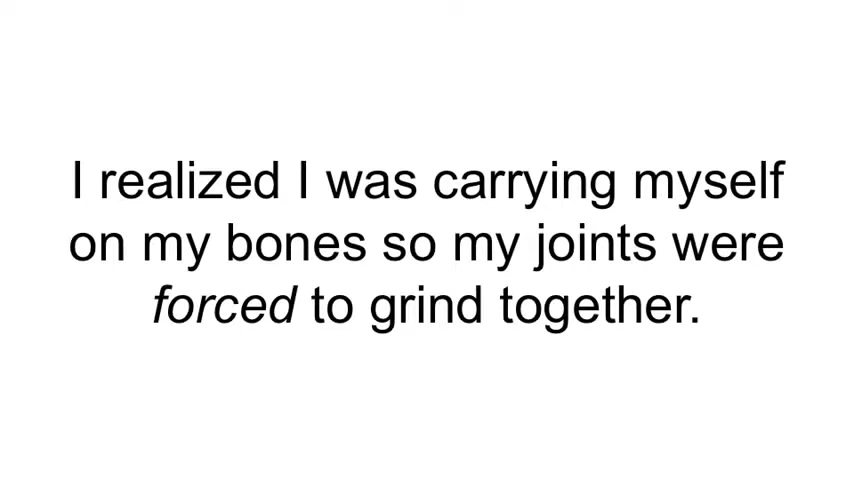 I realized I was carrying myself
on my bones so my joints were
forced to grind together.